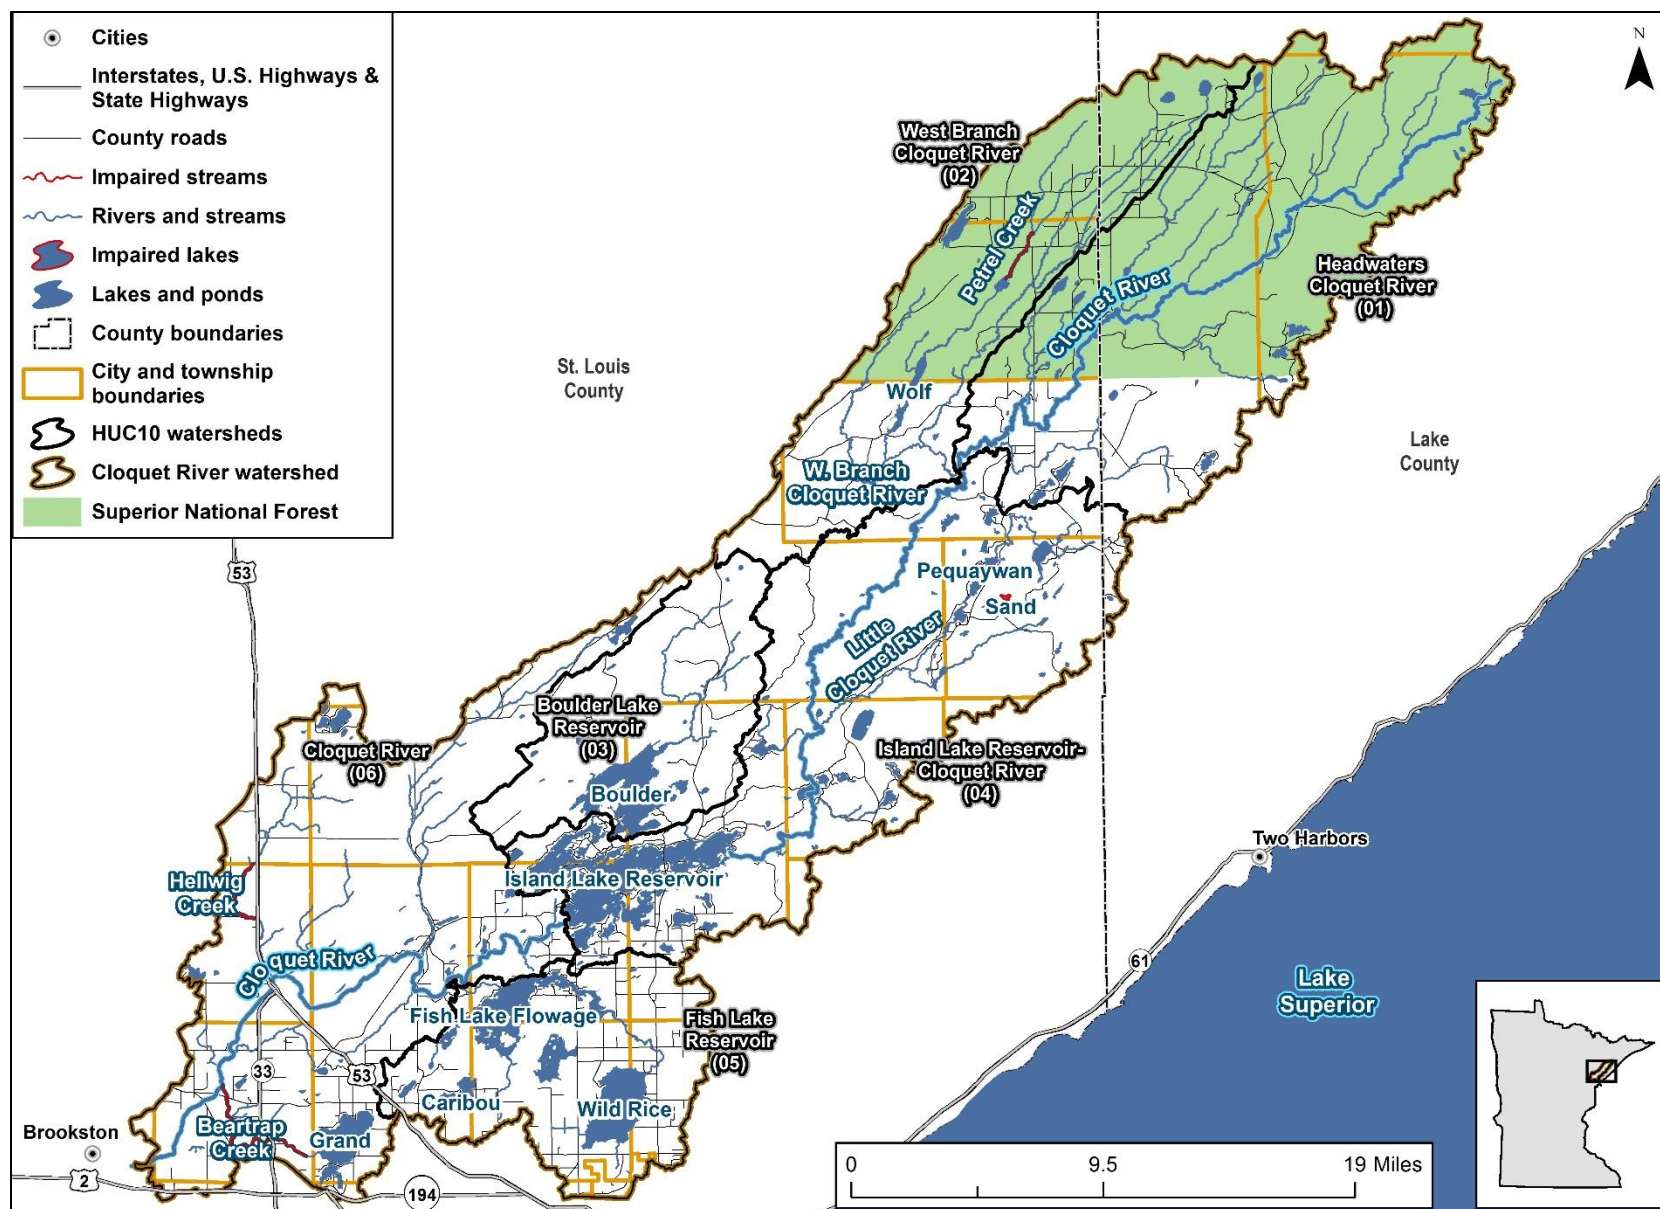 Cities
Interstates, U.S. Highways &
State Highways
County roads
Impaired streams
Rivers and streams
Impaired lakes
Lakes and ponds
County boundaries
City and township
boundaries
HUC10 watersheds
Cloquet River watershed
Superior National Forest
N
West Branch
Cloquet River
(02)
Petrel Creek
Headwaters
Cloquet River
(01)
Cloquet River
St. Louis
County
Wolf
Lake
County
W. Branch
Cloquet River
53
Pequaywan
Sand
Little
Cloquet River
Boulder Lake
Reservoir
(03)
Cloquet River
(06)
Island Lake Reservoir-
Cloquet River
(04)
Boulder
Two Harbors
Island Lake Reservoir
Hellwig
Creek
Cloquet River
61
Lake
Superior
Fish Lake Flowage
Fish Lake
Reservoir
(05)
33
53
Caribou
Wild Rice
Brookston
Beartrap
Creek
Grand
2
194
0
9.5
19 Miles